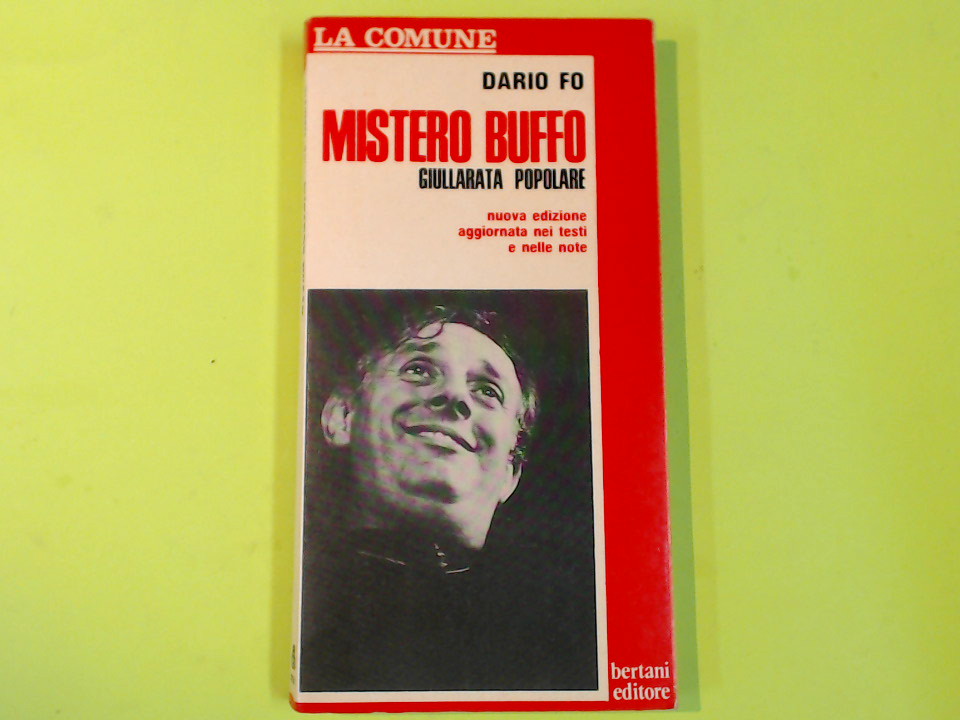 LA COMUNE
DARIO FO
MISTERO BUFFO
GIULLARATA POPOLARE
nuova edizione
aggiornata nei testi
e nelle note
bertani
editore